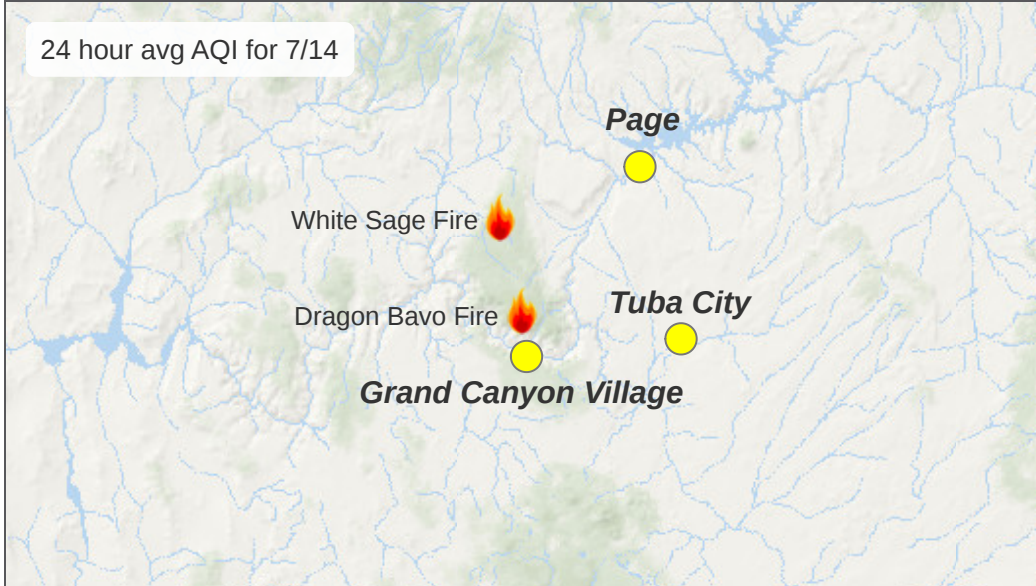 24 hour avg AQI for 7/14
Page
White Sage Fire
Tuba City
Dragon Bavo Fire
Grand Canyon Village